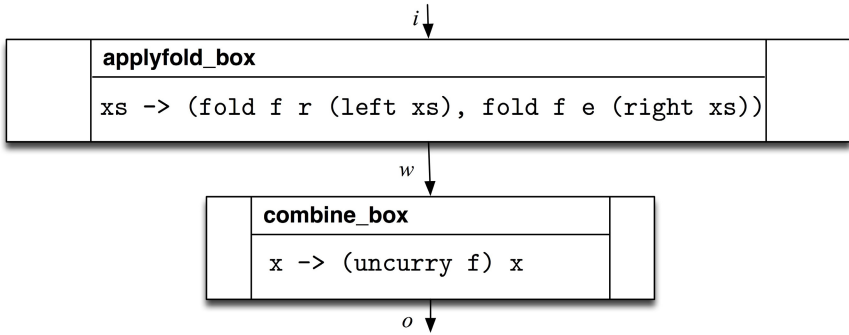 i
applyfold_box
xs -> (fold f r (left xs), fold f e (right xs))
w
combine_box
x -> (uncurry f) x
o